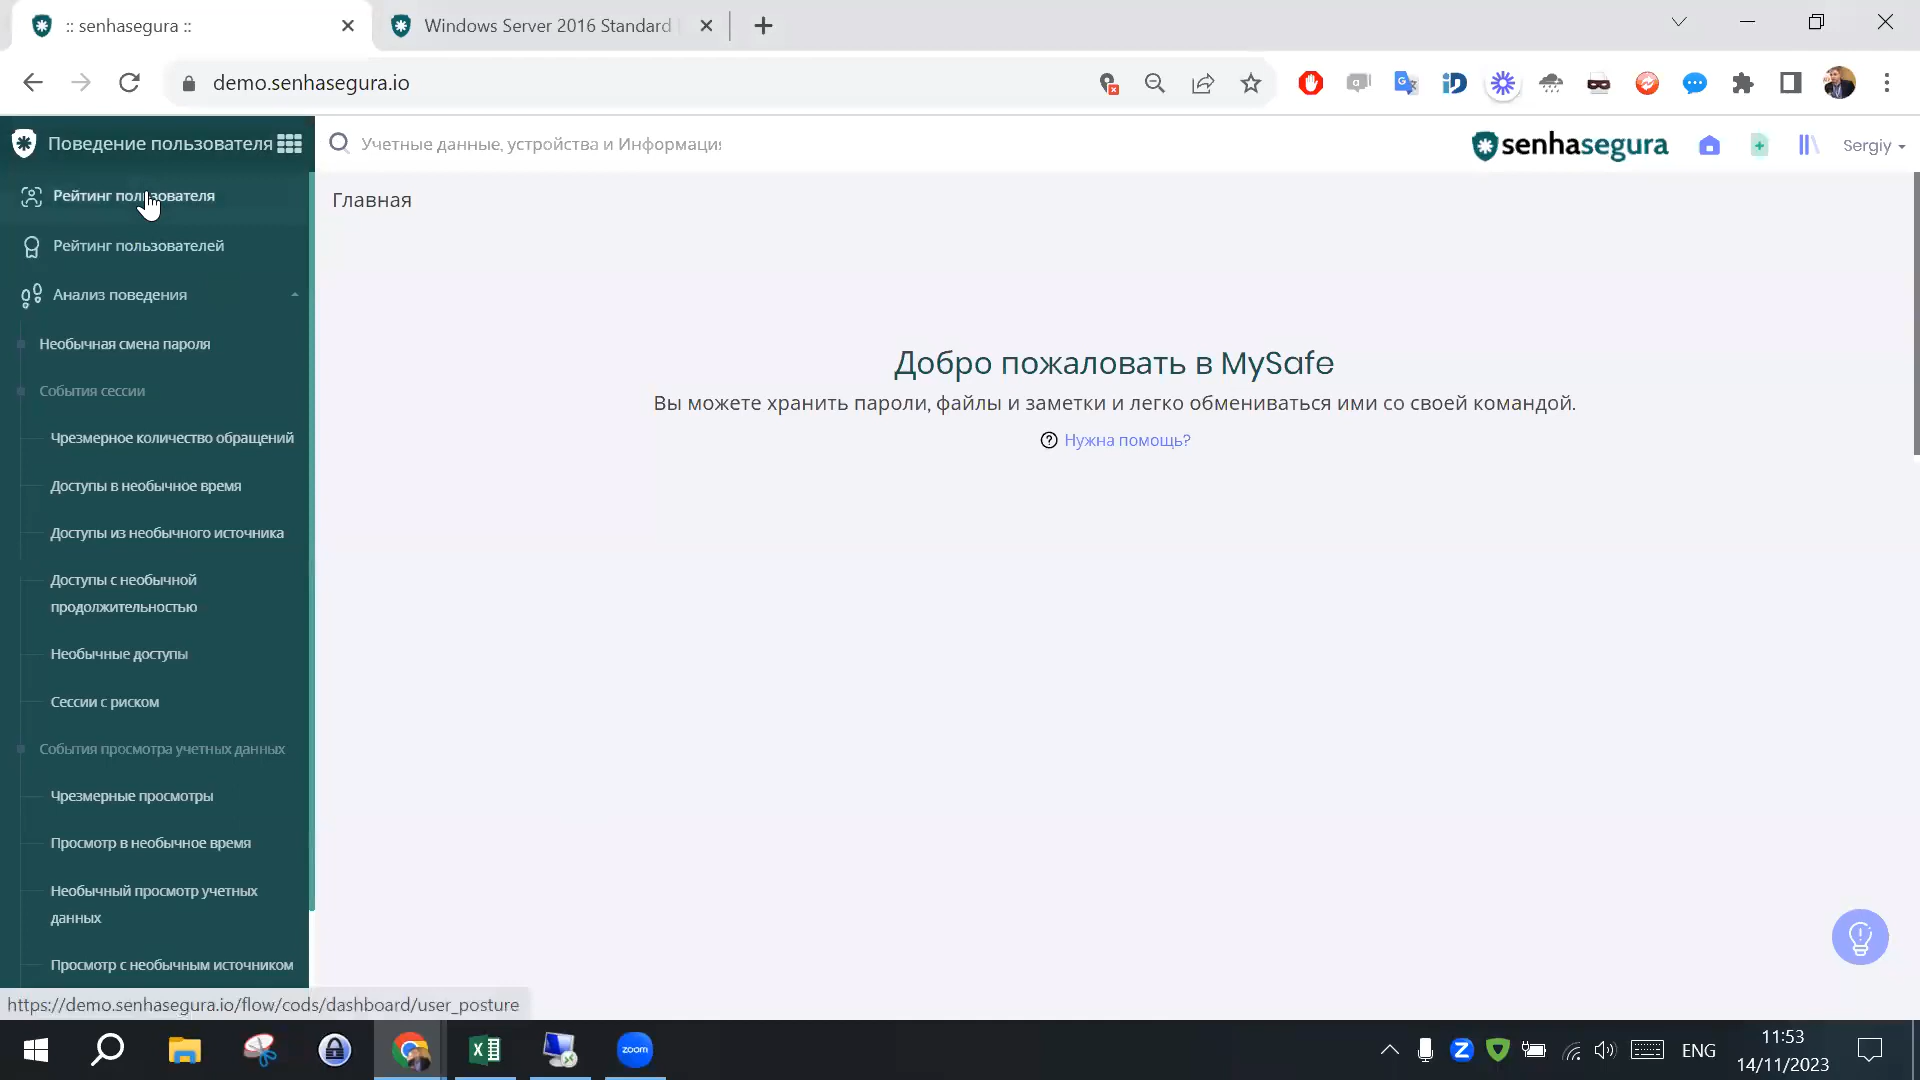 :: senhasegura ::
Windows Server 2016 Standard
demo.senhasegura.io
Поведение пользователя
Учетные данные, устройства и Информаци
senhasegura
Sergiy
Рейтинг пользователя
Главная
Рейтинг пользователей
Анализ поведения
Необычная смена пароля
Добро пожаловать в MySafe
Вы можете хранить пароли, файлы и заметки и легко обмениваться ими со своей командой.
Нужна помощь?
События сессии
Чрезмерное количество обращений
Доступы в необычное время
Доступы из необычного источника
Доступы с необычной
продолжительностью
Необычные доступы
Сессии с риском
События просмотра учетных данных
Чрезмерные просмотры
Просмотр в необычное время
Необычный просмотр учетных
данных
Просмотр с необычным источником
https://demo.senhasegura.io/flow/cods/dashboard/user_posture
zoom
ENG
11:53
14/11/2023